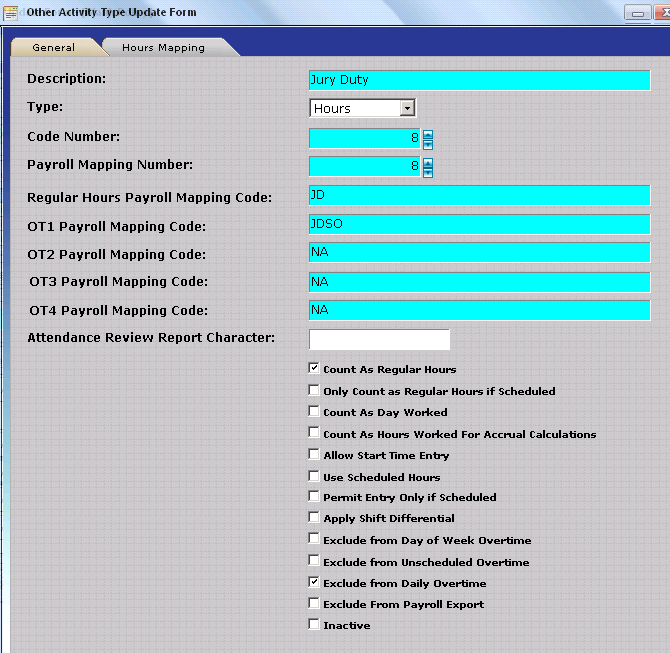 Other Activity Type Update Form
General Hours Mapping
Description: Jury Duty
Type: Hours
Code Number: 8
Payroll Mapping Number: 8
Regular Hours Payroll Mapping Code: JD
OT1 Payroll Mapping Code: JDSO
OT2 Payroll Mapping Code: NA
OT3 Payroll Mapping Code: NA
OT4 Payroll Mapping Code: NA
Attendance Review Report Character:
Count As Regular Hours
Only Count as Regular Hours if Scheduled
Count As Day Worked
Count As Hours Worked For Accrual Calculations
Allow Start Time Entry
Use Scheduled Hours
Permit Entry Only if Scheduled
Apply Shift Differential
Exclude from Day of Week Overtime
Exclude from Unscheduled Overtime
Exclude from Daily Overtime
Exclude From Payroll Export
Inactive